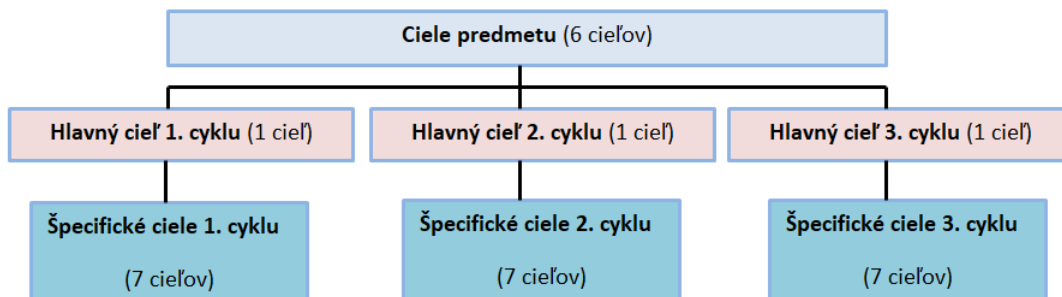 Ciele predmetu (6 cieľov)
Hlavný cieľ 1. cyklu (1 cieľ)
Hlavný cieľ 2. cyklu (1 cieľ)
Hlavný cieľ 3. cyklu (1 cieľ)
Špecifické ciele 1. cyklu
(7 cieľov)
Špecifické ciele 2. cyklu
(7 cieľov)
Špecifické ciele 3. cyklu
(7 cieľov)